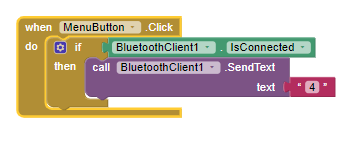 when MenuButton .Click
do if BluetoothClient1 . IsConnected
then call BluetoothClient1 .SendText
text " 4 "